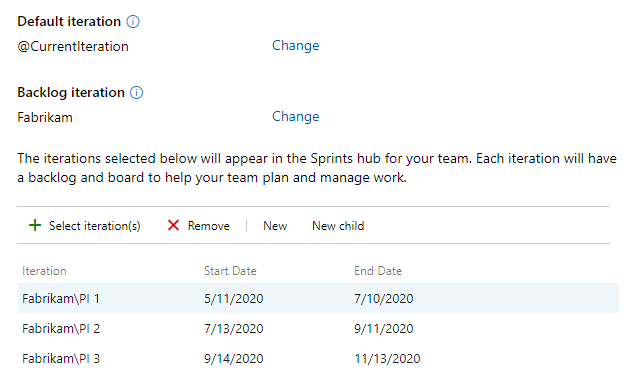 Default iteration
@CurrentIteration Change
Backlog iteration
Fabrikam Change
The iterations selected below will appear in the Sprints hub for your team. Each iteration will have
a backlog and board to help your team plan and manage work.
Select iteration(s) Remove New New child
Iteration Start Date End Date
Fabrikam\PI 1 5/11/2020 7/10/2020
Fabrikam\PI 2 7/13/2020 9/11/2020
Fabrikam\PI 3 9/14/2020 11/13/2020